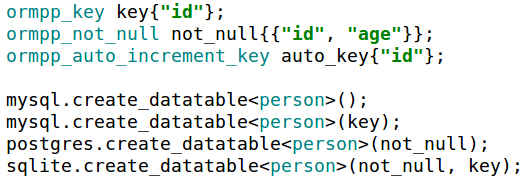 ormpp_key key{"id"};
ormpp_not_null not_null{{"id", "age"}};
ormpp_auto_increment_key auto_key{"id"};
mysql.create_datatable<person>();
mysql.create_datatable<person>(key);
postgres.create_datatable<person>(not_null);
sqlite.create_datatable<person>(not_null, key);